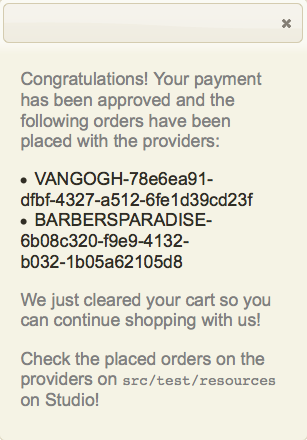 Congratulations! Your payment
has been approved and the
following orders have been
placed with the providers:
• VANGOGH-78e6ea91-
dfbf-4327-a512-6fe1d39cd23f
• BARBERSPARADISE-
6b08c320-f9e9-4132-
b032-1b05a62105d8
We just cleared your cart so you
can continue shopping with us!
Check the placed orders on the
providers on src/test/resources
on Studio!